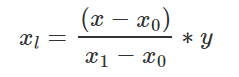 x_l = \frac{(x - x_0)}{x_1 - x_0} * y